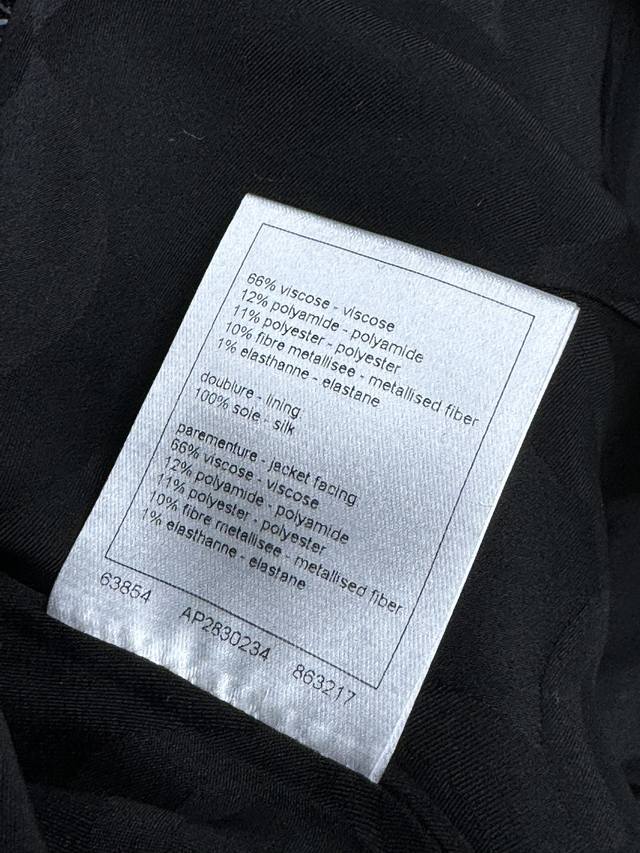 66% viscose - viscose
12% polyamide - polyamide
11% polyester - polyester
10% fibre metallisee - metallised fiber
1% elasthanne - elastane
doublure - lining
100% soie - silk
parementure - jacket facing
66% viscose - viscose
12% polyamide - polyamide
11% polyester - polyester
10% fibre metallisee - metallised fiber
1% elasthanne - elastane
63854 AP2830234 863217